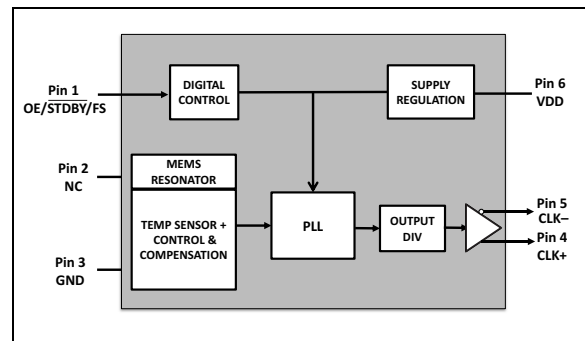 Pin 1
OE/STDBY/FS
DIGITAL
CONTROL
SUPPLY
REGULATION
Pin 6
VDD
Pin 2
NC
MEMS
RESONATOR
TEMP SENSOR +
CONTROL &
COMPENSATION
PLL
OUTPUT
DIV
Pin 5
CLK–
Pin 4
CLK+
Pin 3
GND